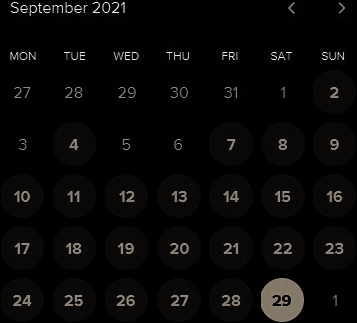 September 2021
MON TUE WED THU FRI SAT SUN
27 28 29 30 31 1 2
3 4 5 6 7 8 9
10 11 12 13 14 15 16
17 18 19 20 21 22 23
24 25 26 27 28 29 1